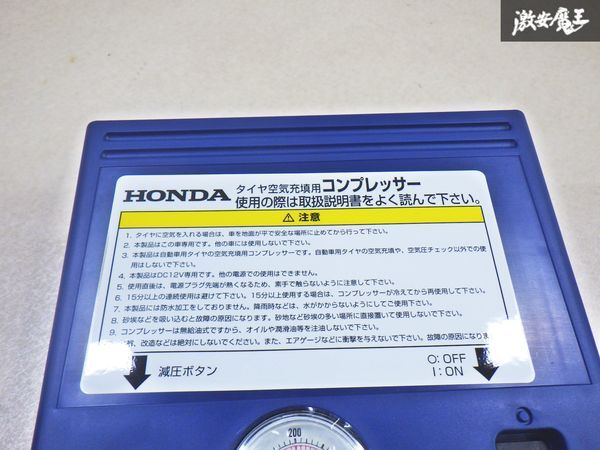 激安魔王
HONDA タイヤ空気充填用コンプレッサー
使用の際は取扱説明書をよく読んで下さい。
⚠注意
1. タイヤに空気を入れる場合は、車を地面が平で安全な場所に止めてから行って下さい。
2. 本製品はこの車専用です。他の車には使用しないで下さい。
3. 本製品は自動車用タイヤの空気充填用コンプレッサーです。自動車用タイヤの空気充填や、空気圧チェック以外での使
用はしないで下さい。
4. 本製品はDC12V専用です。他の電源での使用はできません。
5. 使用直後は、電源プラグ先端が熱くなるため、素手で触らないように注意して下さい。
6. 15分以上の連続使用は避けて下さい。15分以上使用する場合は、コンプレッサーが冷えてから再使用して下さい。
7. 本製品には防水加工をしておりません。降雨時などは、水がかからないようにしてご使用下さい。
8. 砂埃などを吸い込むと故障の原因になります。砂地など砂埃の多い場所に直接置いて使用しないで下さい。
9. コンプレッサーは無給油式ですから、オイルや潤滑油等を注油しないで下さい。
改造などは絶対にしないでください。また、エアゲージなどに衝撃を与えないで下さい。故障の原因になります。
減圧ボタン
O:OFF
I:ON
O
200